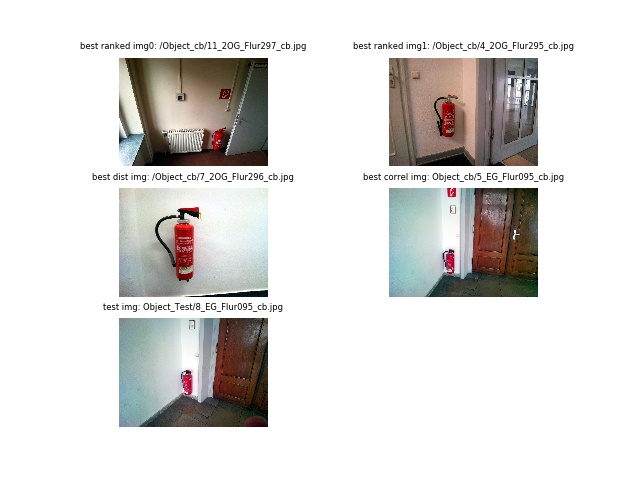 best ranked img0: /Object_cb/11_2OG_Flur297_cb.jpg
best ranked img1: /Object_cb/4_2OG_Flur295_cb.jpg
best dist img: /Object_cb/7_2OG_Flur296_cb.jpg
best correl img: Object_cb/5_EG_Flur095_cb.jpg
test img: Object_Test/8_EG_Flur095_cb.jpg